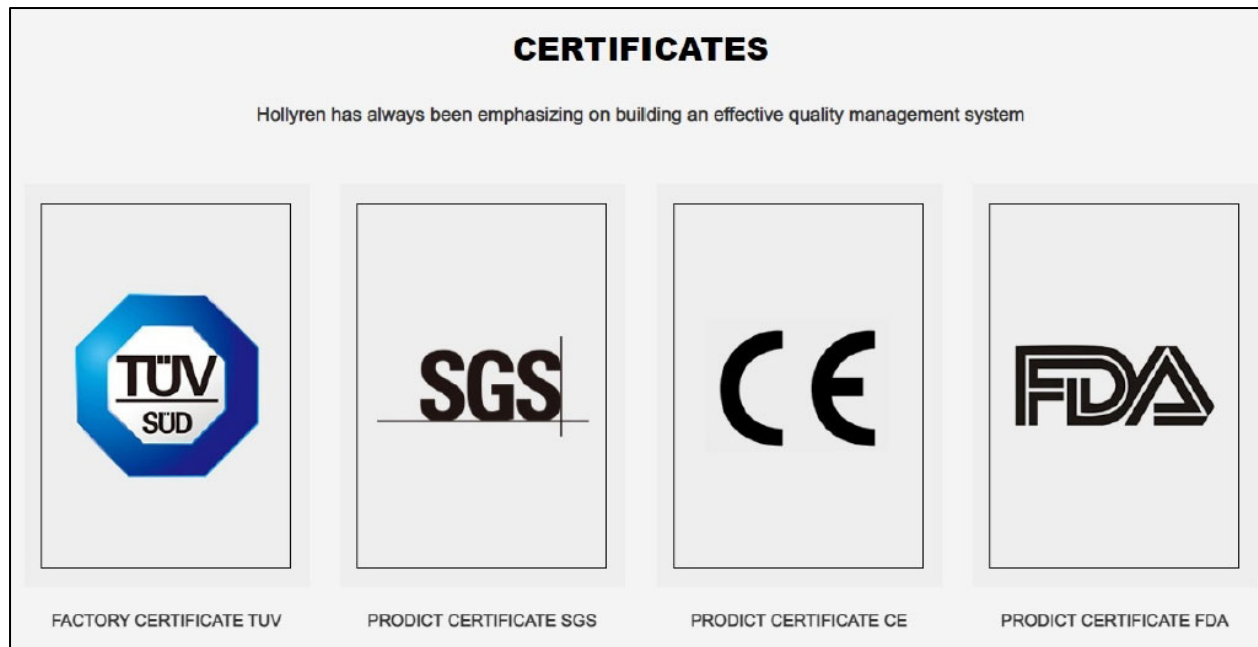 CERTIFICATES
Hollyren has always been emphasizing on building an effective quality management system
TÜV
SÜD
SGS
CE
FDA
FACTORY CERTIFICATE TUV
PRODICT CERTIFICATE SGS
PRODICT CERTIFICATE CE
PRODICT CERTIFICATE FDA